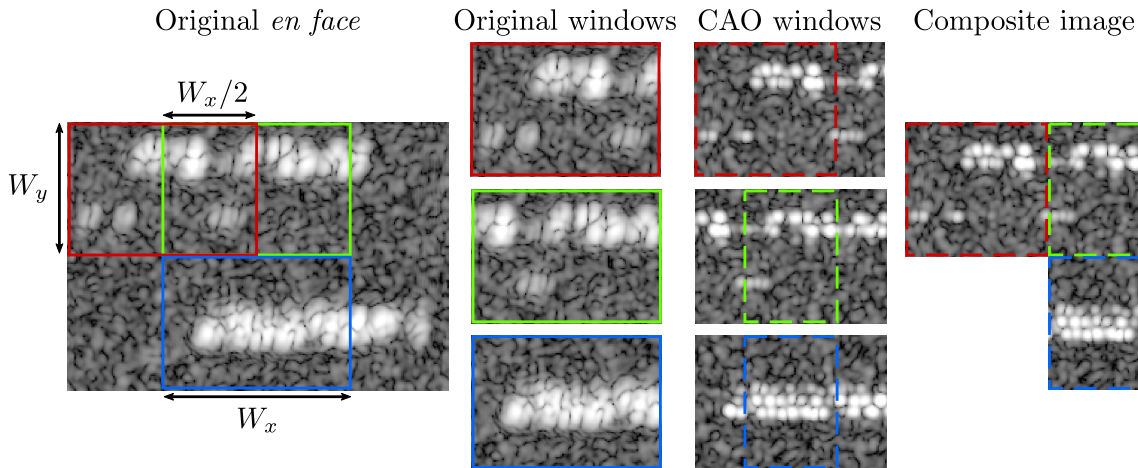 Original en face
Original windows
CAO windows
Composite image
W_x/2
W_y
W_x